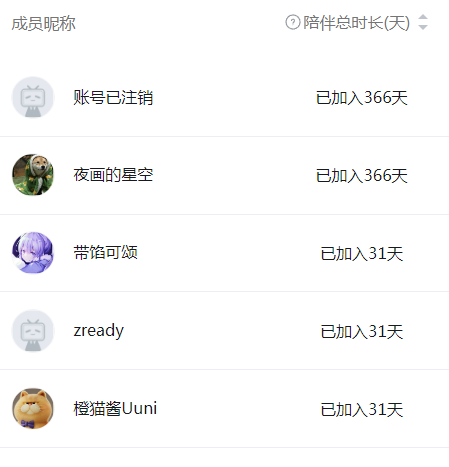 成员昵称 陪伴总时长(天)
账号已注销 已加入366天
夜画的星空 已加入366天
带馅可颂 已加入31天
zready 已加入31天
橙猫酱Uuni 已加入31天